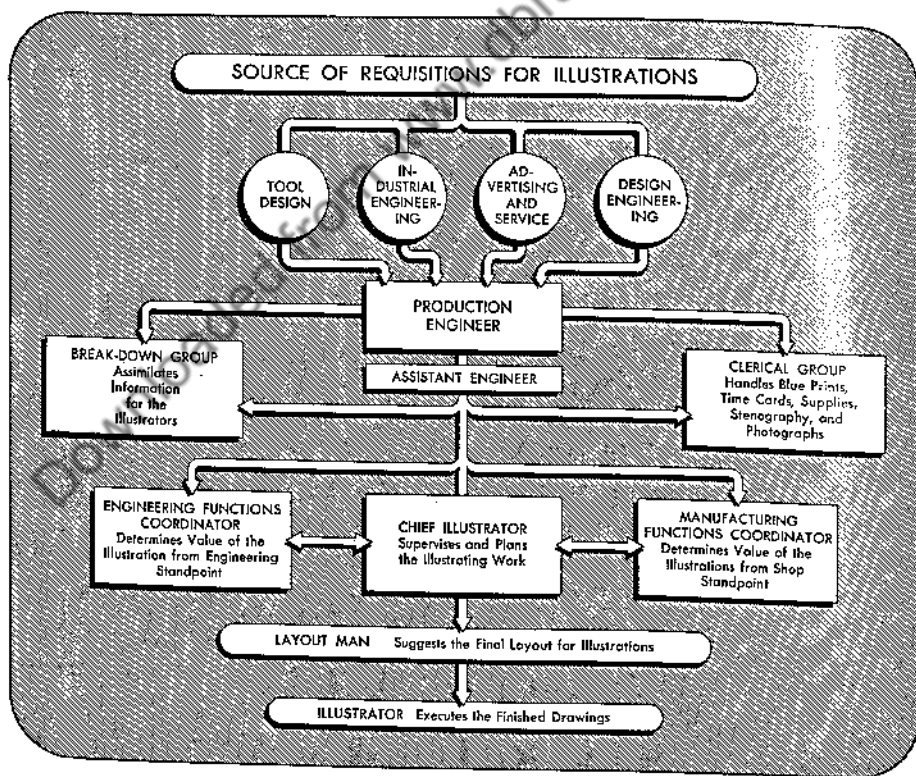 SOURCE OF REQUISITIONS FOR ILLUSTRATIONS
TOOL
DESIGN
IN-
DUSTRIAL
ENGINEER-
ING
AD-
VERTISING
AND
SERVICE
DESIGN
ENGINEER-
ING
PRODUCTION
ENGINEER
BREAK-DOWN GROUP
Assimilates
Information
for the
Illustrators
ASSISTANT ENGINEER
CLERICAL GROUP
Handles Blue Prints,
Time Cards, Supplies,
Stenography, and
Photographs
ENGINEERING FUNCTIONS
COORDINATOR
Determines Value of the
Illustration from Engineering
Standpoint
CHIEF ILLUSTRATOR
Supervises and Plans
the Illustrating Work
MANUFACTURING
FUNCTIONS COORDINATOR
Determines Value of the
Illustrations from Shop
Standpoint
LAYOUT MAN Suggests the Final Layout for Illustrations
ILLUSTRATOR Executes the Finished Drawings
Downloaded from